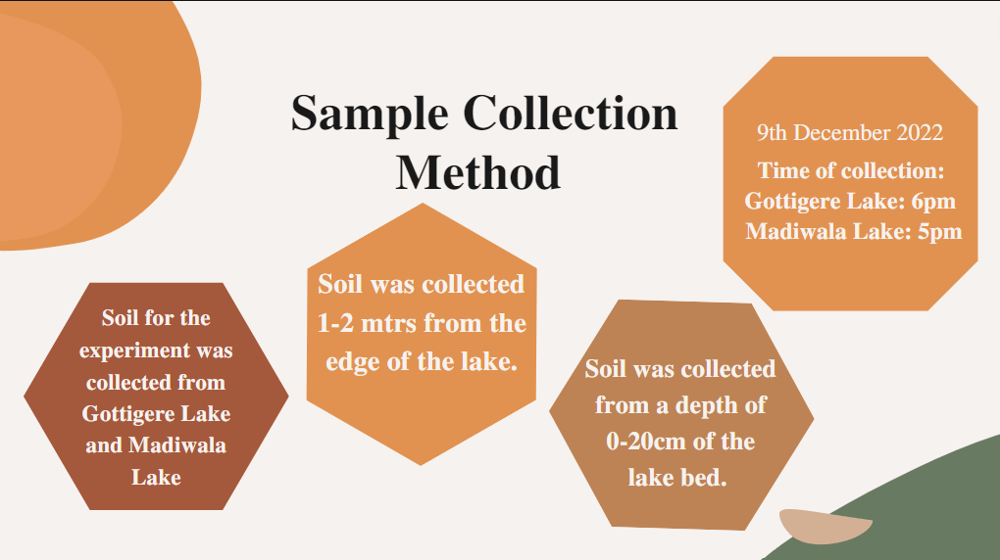 Sample Collection
Method
9th December 2022
Time of collection:
Gottigere Lake: 6pm
Madiwala Lake: 5pm
Soil for the
experiment was
collected from
Gottigere Lake
and Madiwala
Lake
Soil was collected
1-2 mtrs from the
edge of the lake.
Soil was collected
from a depth of
0-20cm of the
lake bed.